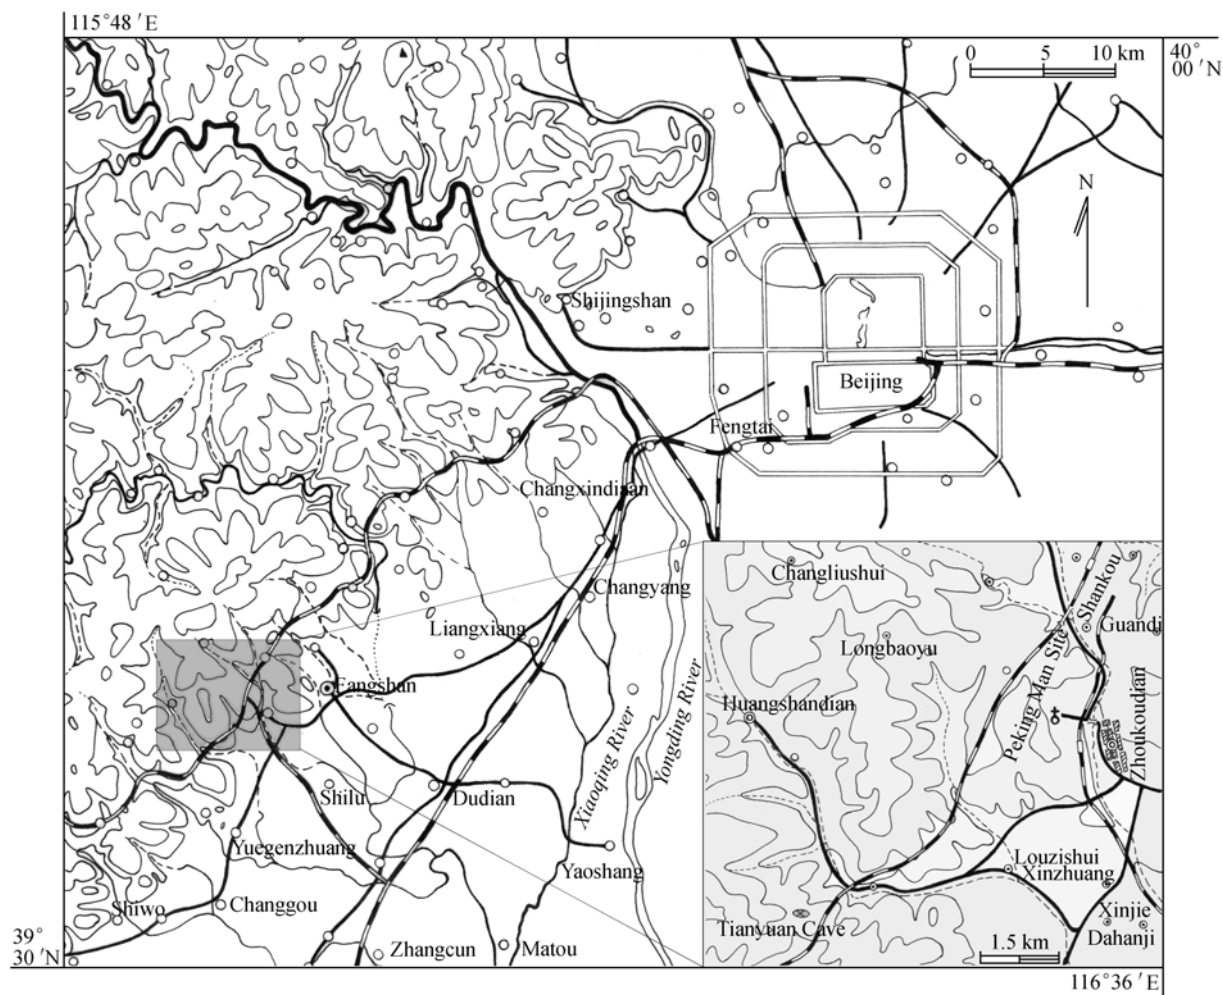 115°48′E
0 5 10 km
40°
00′N
N
Shijingshan
Beijing
Fengtai
Changxindiaan
Changyang
Liangxiang
Fangshan
Xiaoqing River
Yongding River
Shilu
Dudian
Yuegenzhuang
Yaoshang
Shiwo
Changgou
Zhangcun
Matou
39°
30′N
116°36′E
Changliushui
Shankou
Guandi
Longbaoyu
Peking Man Site
Huangshandian
Zhoukoudian
Louzishui
Xinzhuang
Tianyuan Cave
Xinjie
Dahanji
1.5 km